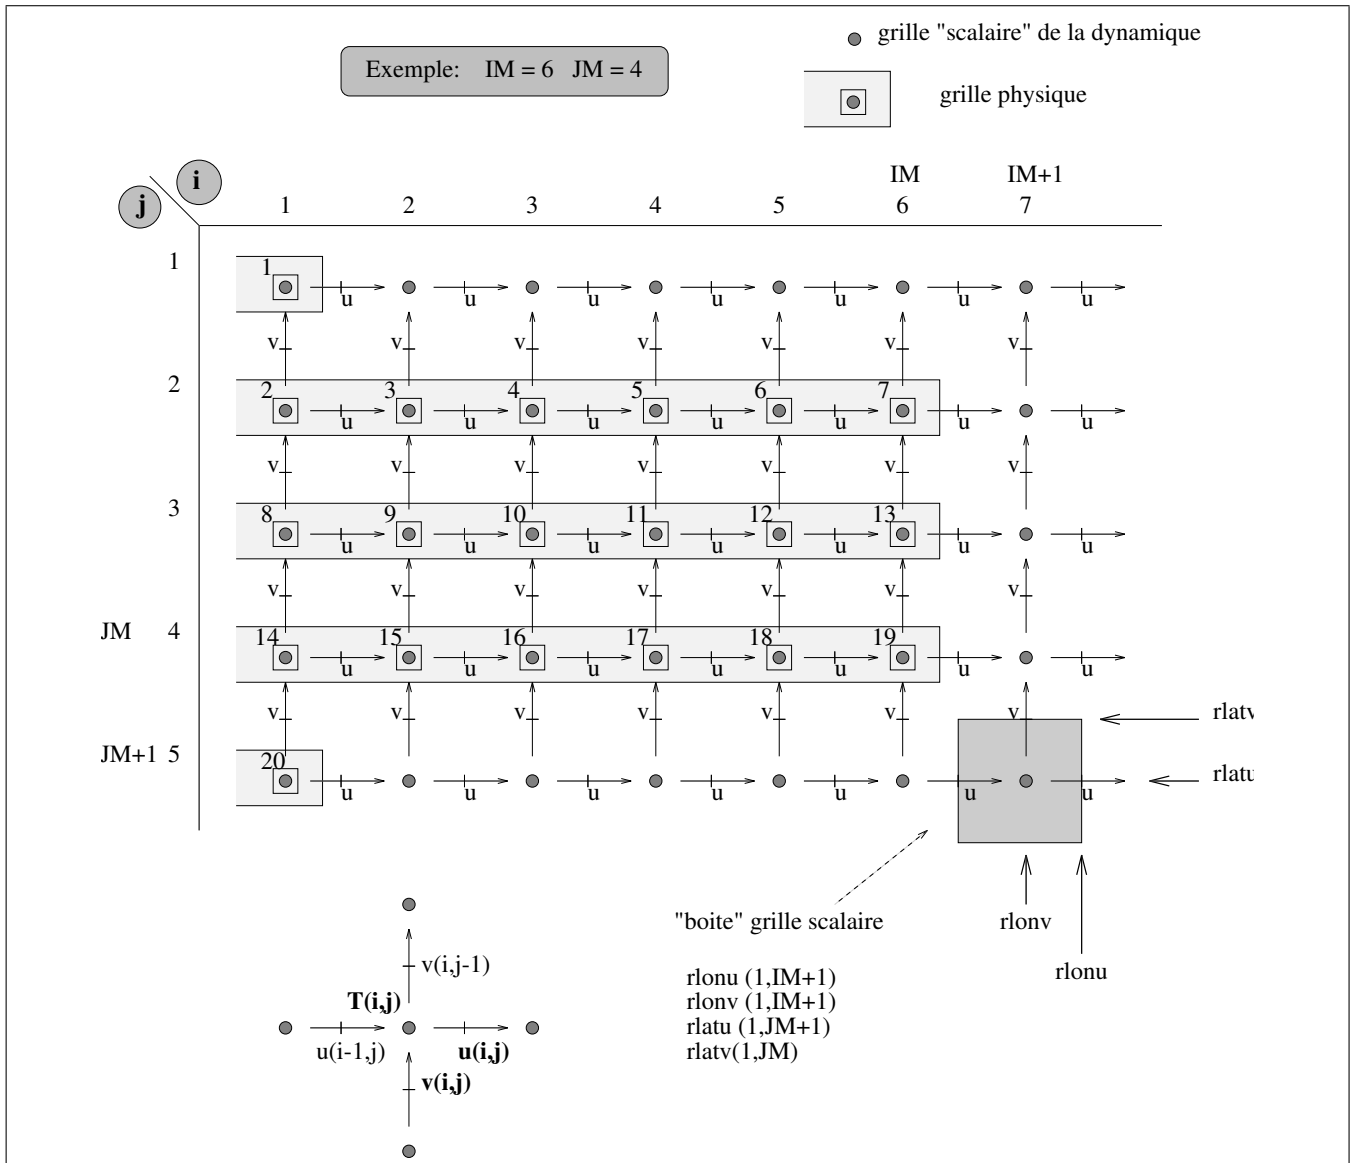 grille "scalaire" de la dynamique
Exemple: IM = 6 JM = 4
grille physique
i
j
IM IM+1
1 2 3 4 5 6 7
1
1
u u u u u u u
v v v v v v v
2
2 3 4 5 6 7
u u u u u u u
v v v v v v v
3
8 9 10 11 12 13
u u u u u u u
v v v v v v v
JM 4
14 15 16 17 18 19
u u u u u u u
v v v v v v v
rlatv
JM+1 5
20
rlatu
u u u u u u u
"boite" grille scalaire
rlonv
rlonu
v(i,j-1)
T(i,j)
u(i-1,j) u(i,j)
v(i,j)
rlonu (1,IM+1)
rlonv (1,IM+1)
rlatu (1,JM+1)
rlatv(1,JM)